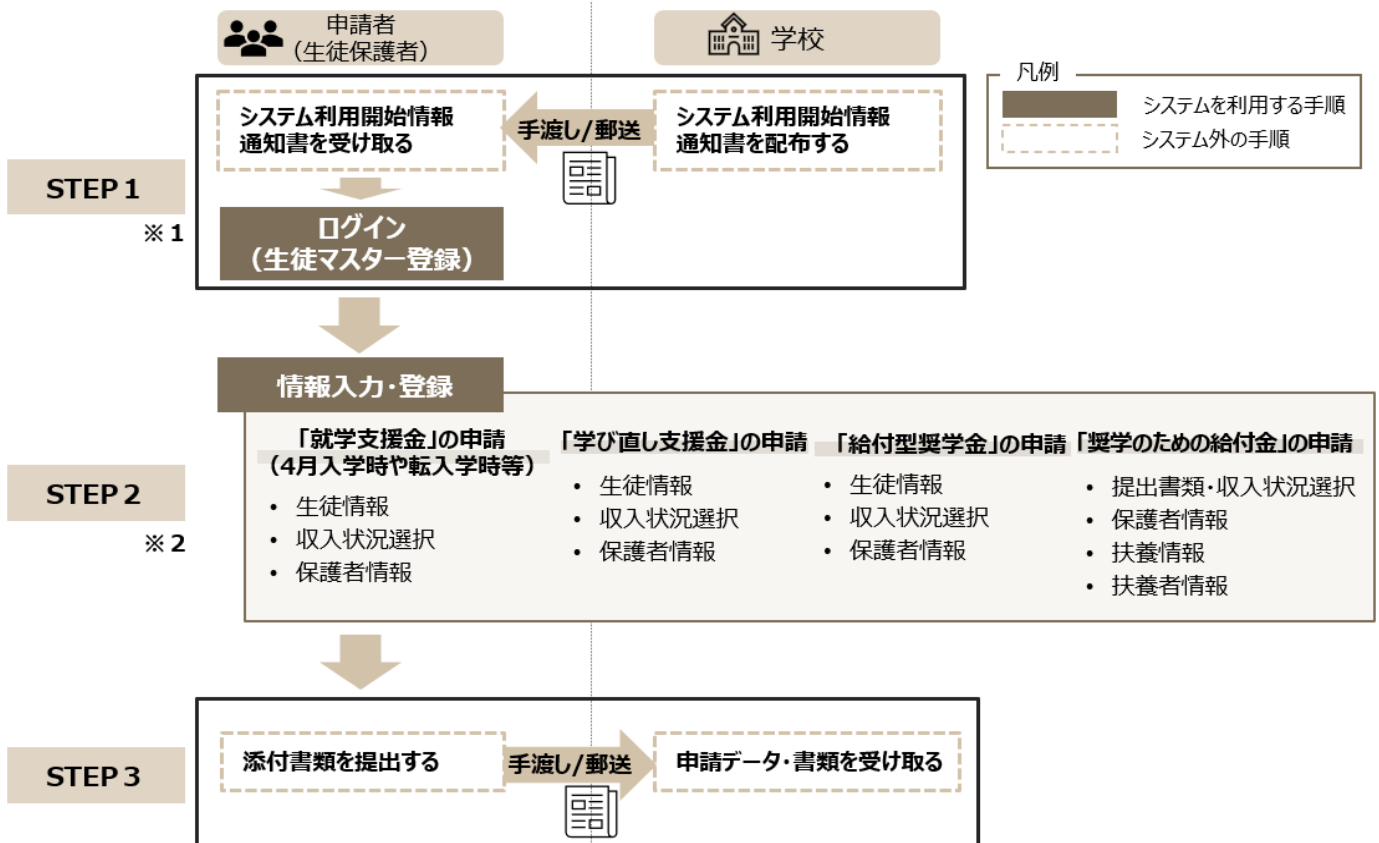 申請者
(生徒保護者)
学校
凡例
システムを利用する手順
システム外の手順
STEP 1
※1
システム利用開始情報
通知書を受け取る
手渡し/郵送
システム利用開始情報
通知書を配布する
ログイン
(生徒マスター登録)
STEP 2
※2
情報入力・登録
「就学支援金」の申請
(4月入学時や転入学時等)
• 生徒情報
• 収入状況選択
• 保護者情報
「学び直し支援金」の申請
• 生徒情報
• 収入状況選択
• 保護者情報
「給付型奨学金」の申請
• 生徒情報
• 収入状況選択
• 保護者情報
「奨学のための給付金」の申請
• 提出書類・収入状況選択
• 保護者情報
• 扶養情報
• 扶養者情報
STEP 3
添付書類を提出する
手渡し/郵送
申請データ・書類を受け取る